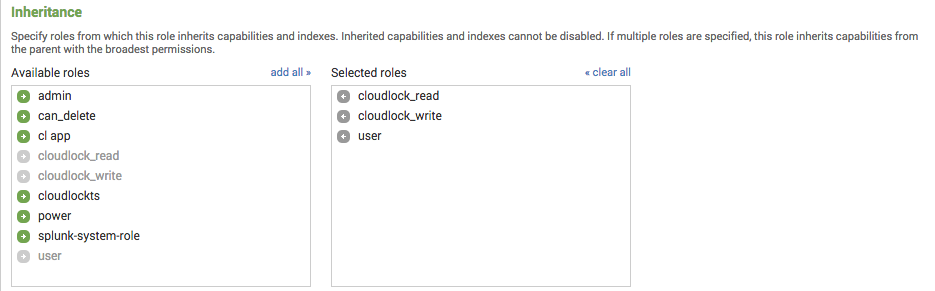 Inheritance
Specify roles from which this role inherits capabilities and indexes. Inherited capabilities and indexes cannot be disabled. If multiple roles are specified, this role inherits capabilities from
the parent with the broadest permissions.
Available roles add all » Selected roles « clear all
admin cloudlock_read
can_delete cloudlock_write
cl app user
cloudlock_read
cloudlock_write
cloudlockts
power
splunk-system-role
user